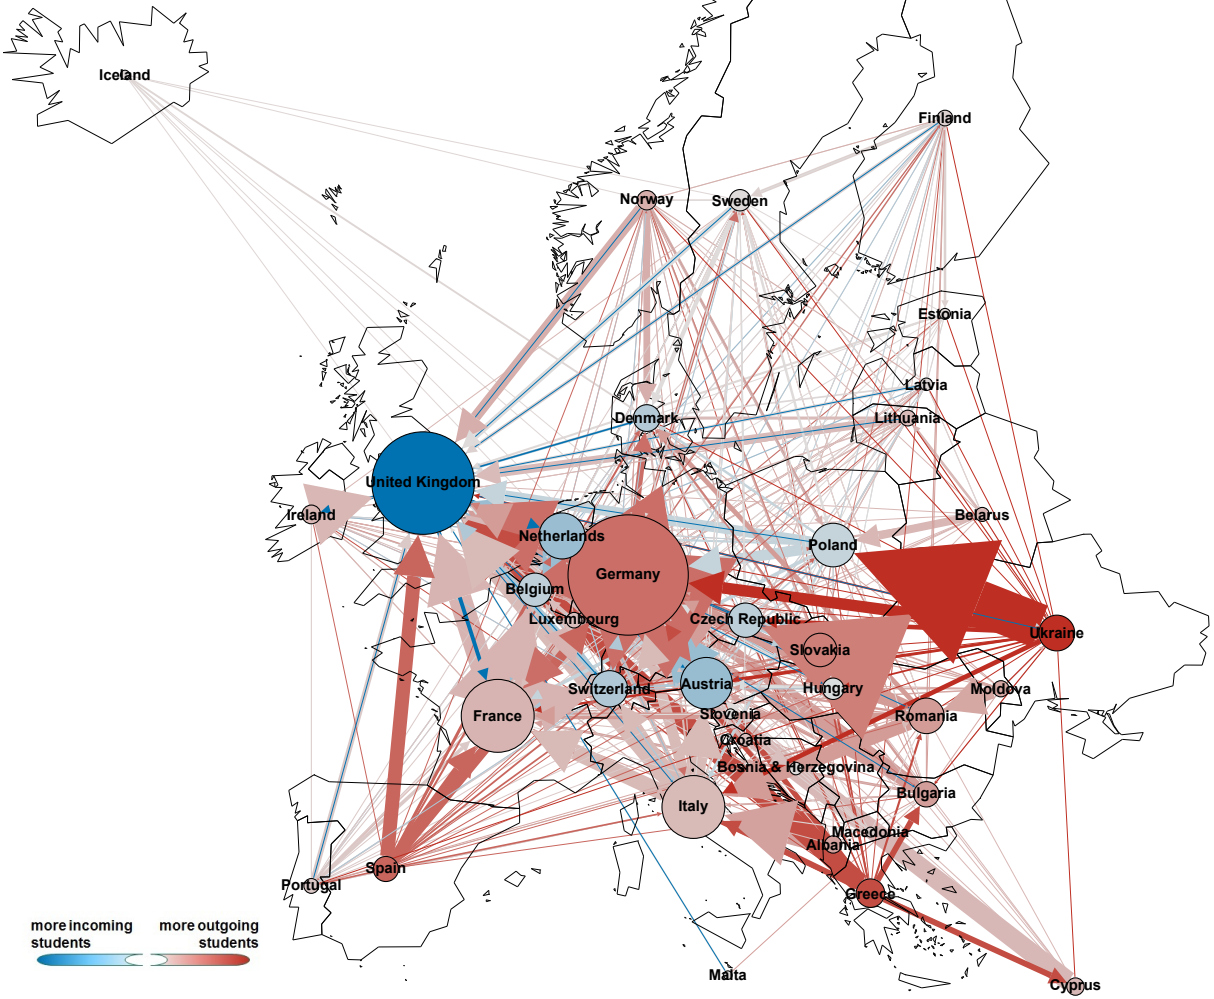 Iceland
Finland
Norway
Sweden
Estonia
Latvia
Denmark
Lithuania
United Kingdom
Ireland
Belarus
Netherlands
Poland
Germany
Belgium
Luxembourg
Czech Republic
Ukraine
Slovakia
Switzerland
Austria
Hungary
Moldova
France
Slovenia
Romania
Croatia
Bosnia & Herzegovina
Bulgaria
Italy
Macedonia
Albania
Spain
Portugal
Greece
more incoming
students
more outgoing
students
Malta
Cyprus